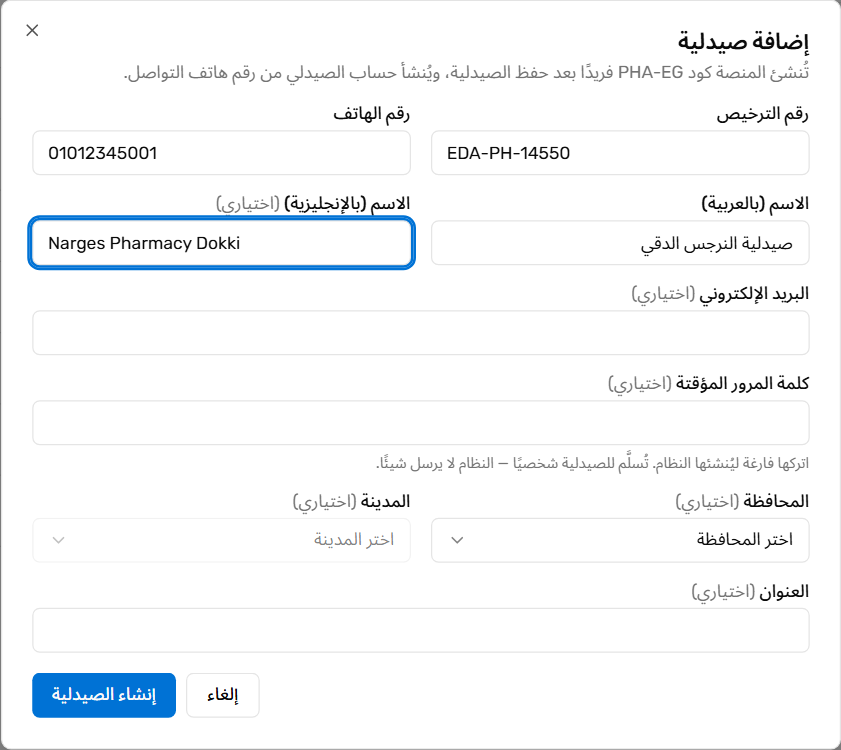 إضافة صيدلية
تُنشئ المنصة كود PHA-EG فريدًا بعد حفظ الصيدلية، ويُنشأ حساب الصيدلي من رقم هاتف التواصل.
رقم الترخيص
رقم الهاتف
EDA-PH-14550
01012345001
الاسم (بالعربية)
الاسم (بالإنجليزية) (اختياري)
صيدلية النرجس الدقي
Narges Pharmacy Dokki
البريد الإلكتروني (اختياري)
كلمة المرور المؤقتة (اختياري)
اتركها فارغة ليُنشئها النظام. تُسلَّم للصيدلية شخصيًا – النظام لا يرسل شيئًا.
المحافظة (اختياري)
المدينة (اختياري)
اختر المحافظة
اختر المدينة
العنوان (اختياري)
إلغاء
إنشاء الصيدلية